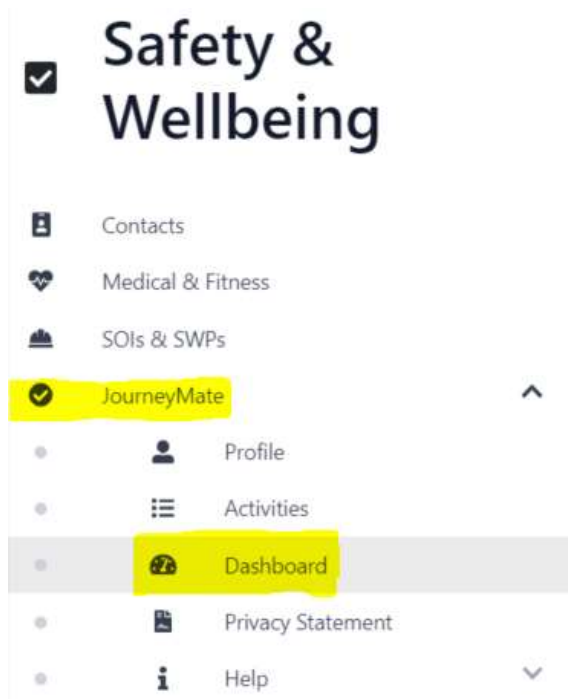 Safety &
Wellbeing
Contacts
Medical & Fitness
SOIs & SWPs
JourneyMate
Profile
Activities
Dashboard
Privacy Statement
Help